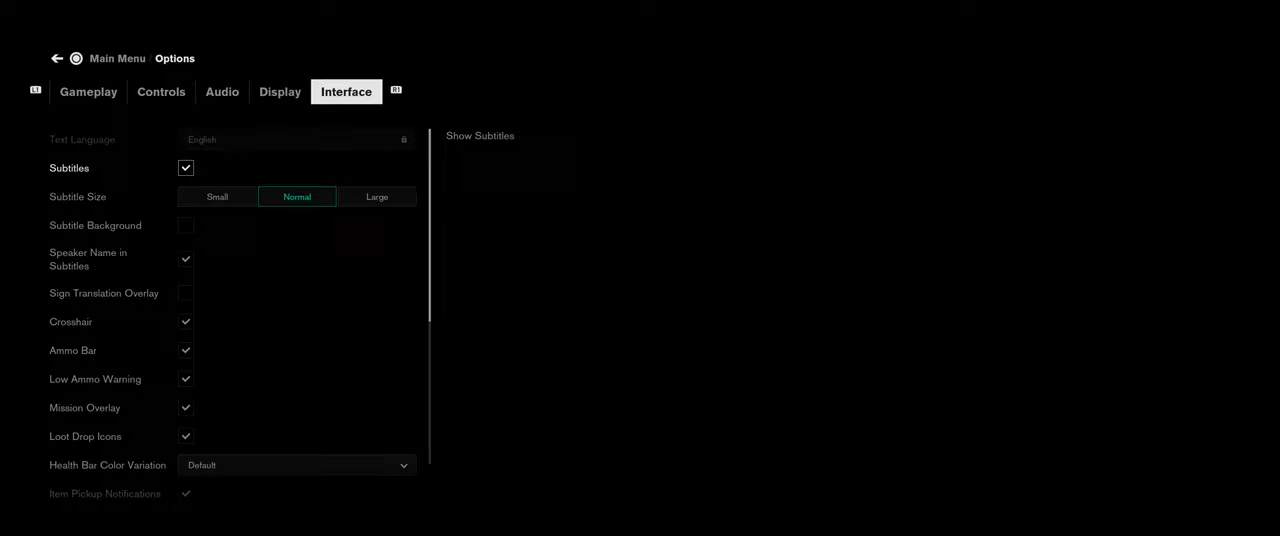 Main Menu / Options
L1 Gameplay Controls Audio Display Interface R1
Text Language English
Show Subtitles
Subtitles
Subtitle Size Small Normal Large
Subtitle Background
Speaker Name in
Subtitles
Sign Translation Overlay
Crosshair
Ammo Bar
Low Ammo Warning
Mission Overlay
Loot Drop Icons
Health Bar Color Variation Default
Item Pickup Notifications